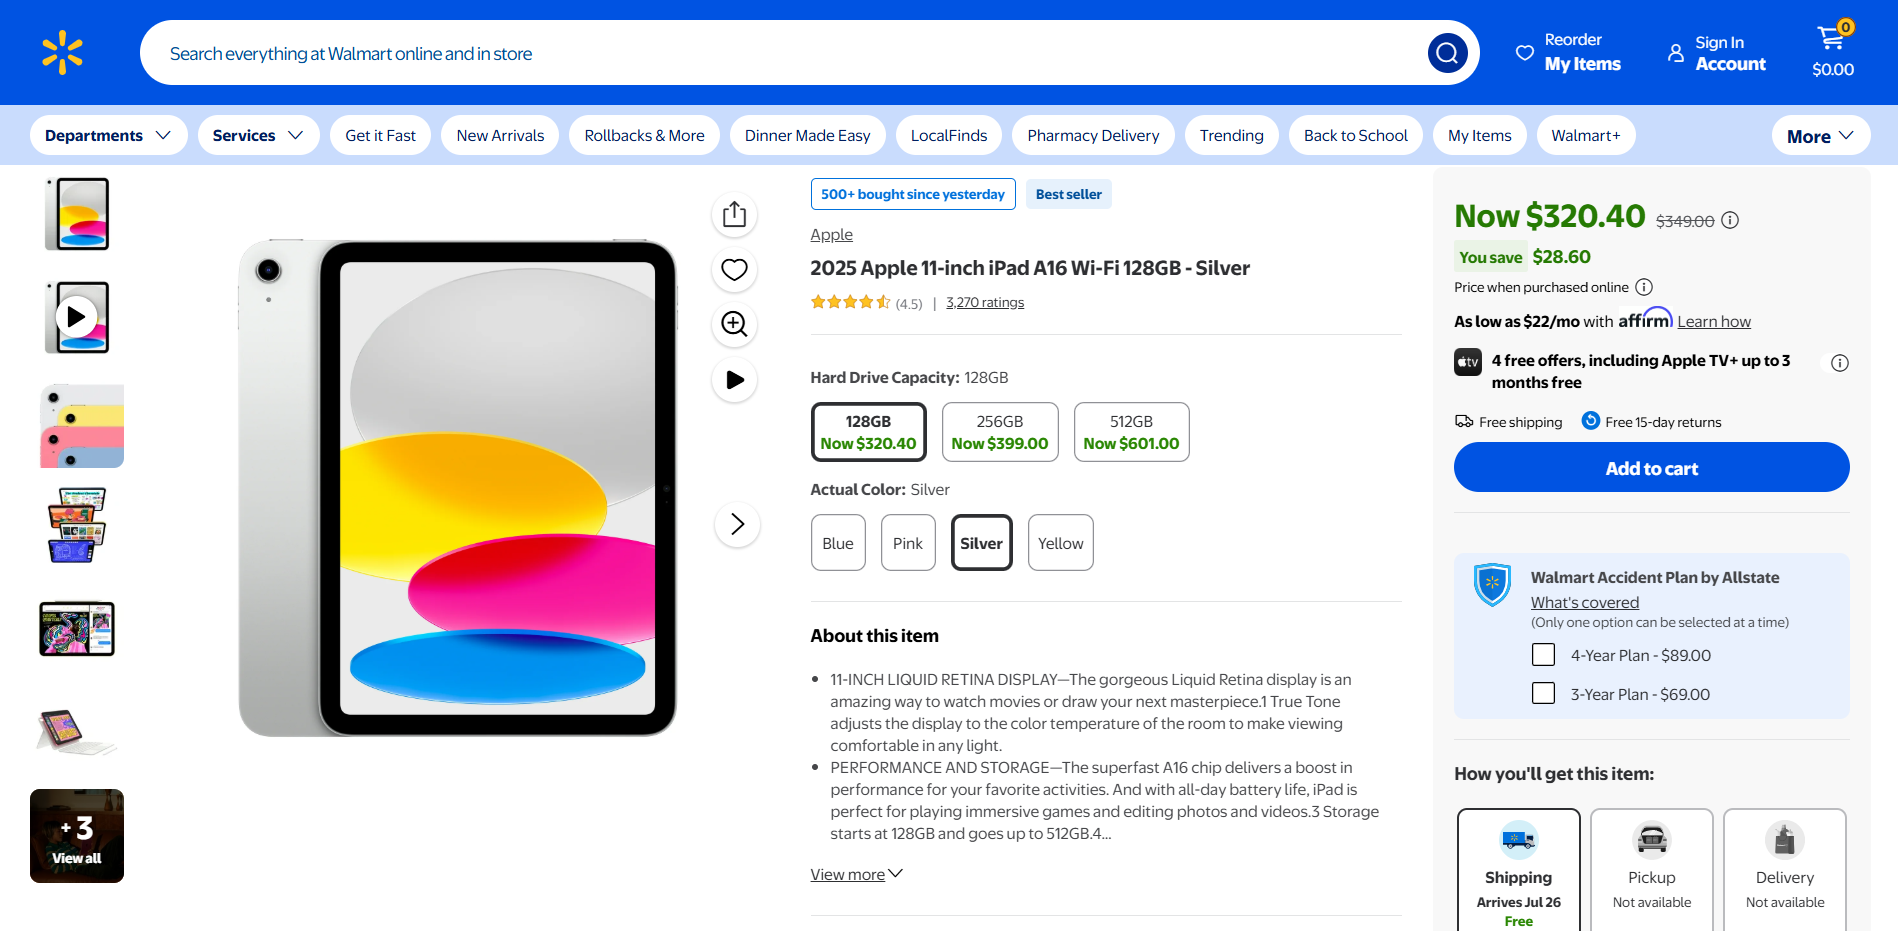 Search everything at Walmart online and in store
Reorder
My Items
Sign In
Account
0
$0.00
Departments
Services
Get it Fast
New Arrivals
Rollbacks & More
Dinner Made Easy
LocalFinds
Pharmacy Delivery
Trending
Back to School
My Items
Walmart+
More
+3
View all
500+ bought since yesterday
Best seller
Apple
2025 Apple 11-inch iPad A16 Wi-Fi 128GB - Silver
(4.5) | 3,270 ratings
Hard Drive Capacity: 128GB
128GB
Now $320.40
256GB
Now $399.00
512GB
Now $601.00
Actual Color: Silver
Blue
Pink
Silver
Yellow
About this item
• 11-INCH LIQUID RETINA DISPLAY—The gorgeous Liquid Retina display is an
amazing way to watch movies or draw your next masterpiece.1 True Tone
adjusts the display to the color temperature of the room to make viewing
comfortable in any light.
• PERFORMANCE AND STORAGE—The superfast A16 chip delivers a boost in
performance for your favorite activities. And with all-day battery life, iPad is
perfect for playing immersive games and editing photos and videos.3 Storage
starts at 128GB and goes up to 512GB.4...
View more
Now $320.40 $349.00
You save $28.60
Price when purchased online
As low as $22/mo with affirm Learn how
tv
4 free offers, including Apple TV+ up to 3
months free
Free shipping
Free 15-day returns
Add to cart
Walmart Accident Plan by Allstate
What's covered
(Only one option can be selected at a time)
4-Year Plan - $89.00
3-Year Plan - $69.00
How you'll get this item:
Shipping
Arrives Jul 26
Free
Pickup
Not available
Delivery
Not available